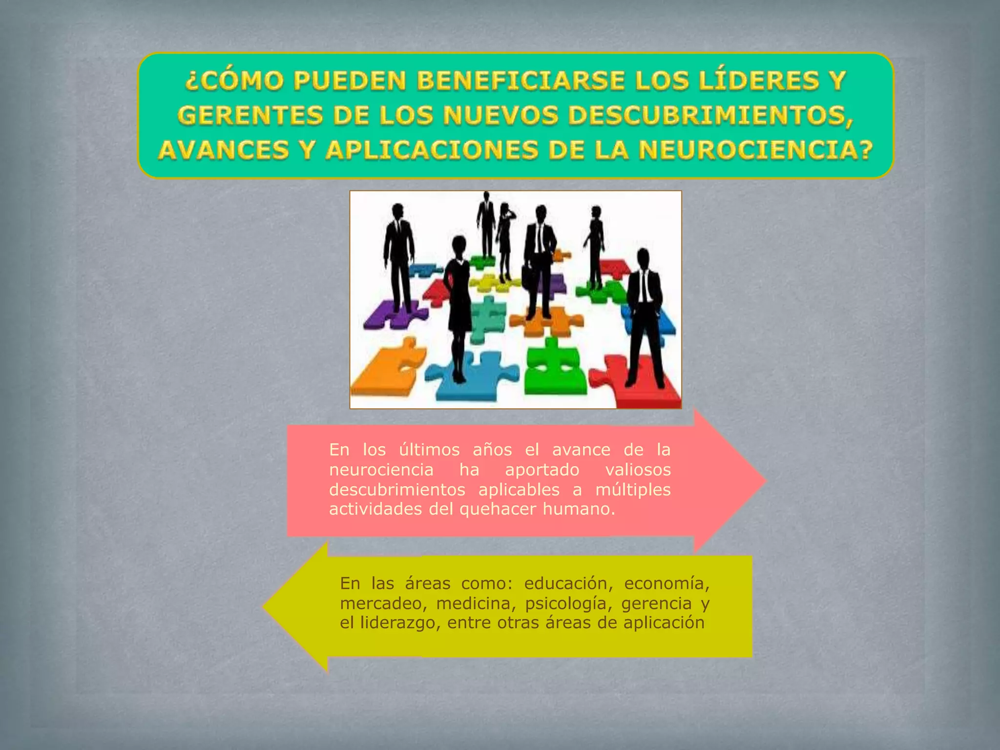 ¿CÓMO PUEDEN BENEFICIARSE LOS LÍDERES Y
GERENTES DE LOS NUEVOS DESCUBRIMIENTOS,
AVANCES Y APLICACIONES DE LA NEUROCIENCIA?
En los últimos años el avance de la
neurociencia ha aportado valiosos
descubrimientos aplicables a múltiples
actividades del quehacer humano.
En las áreas como: educación, economía,
mercadeo, medicina, psicología, gerencia y
el liderazgo, entre otras áreas de aplicación